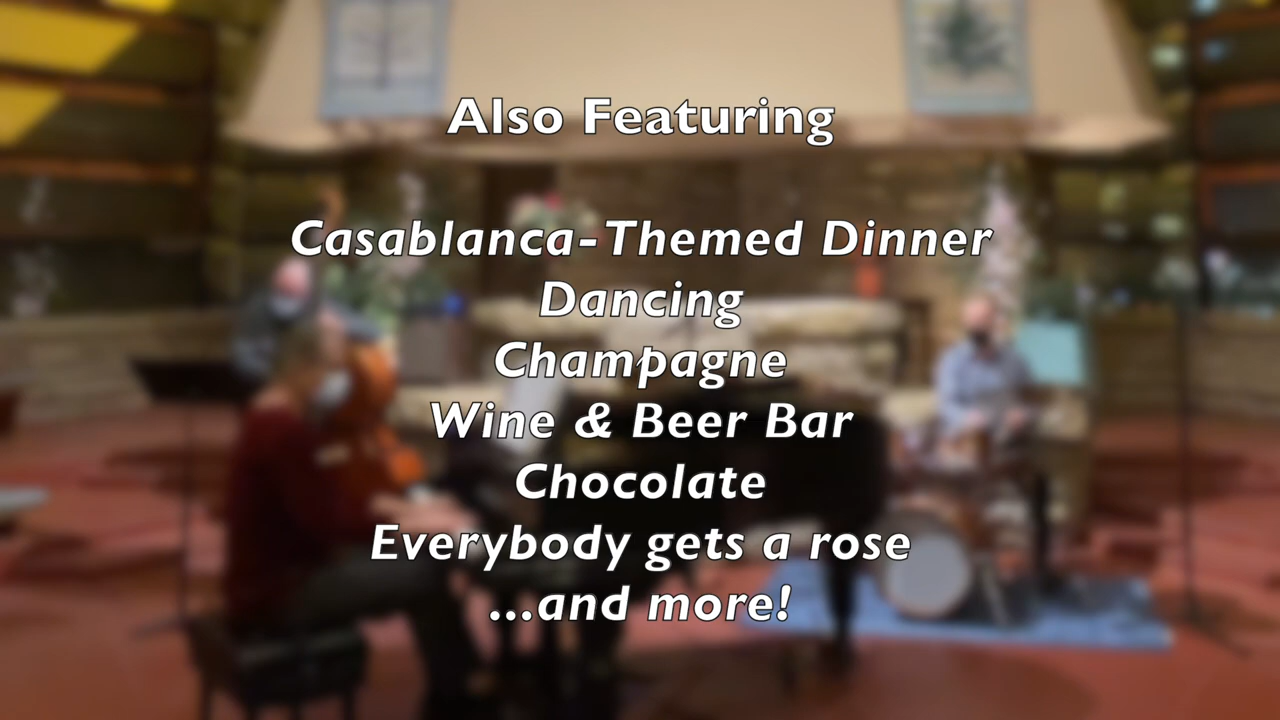 Also Featuring
Casablanca-Themed Dinner
Dancing
Champagne
Wine & Beer Bar
Chocolate
Everybody gets a rose
...and more!